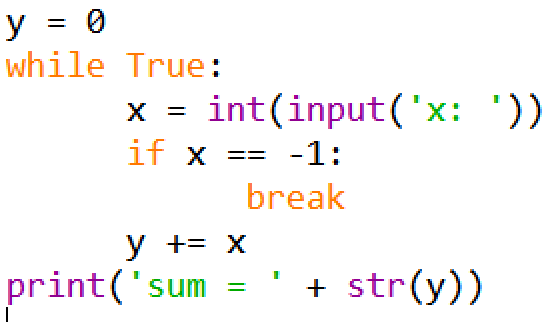 y = 0
while True:
    x = int(input('x: '))
    if x == -1:
        break
    y += x
print('sum = ' + str(y))